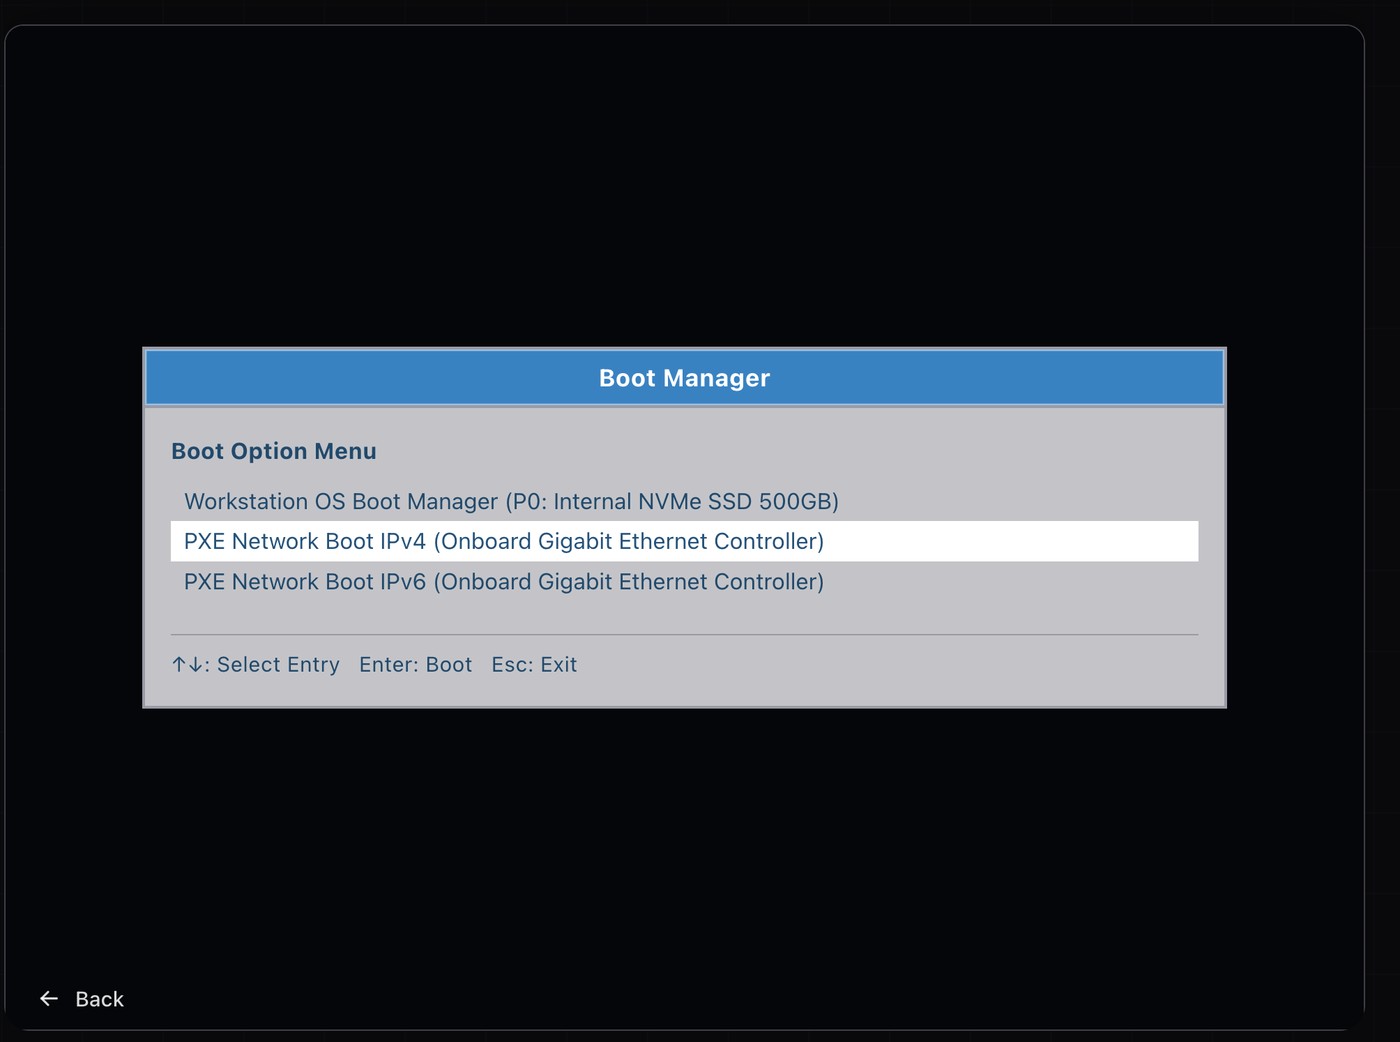 Boot Manager
Boot Option Menu
Workstation OS Boot Manager (P0: Internal NVMe SSD 500GB)
PXE Network Boot IPv4 (Onboard Gigabit Ethernet Controller)
PXE Network Boot IPv6 (Onboard Gigabit Ethernet Controller)
↑↓: Select Entry Enter: Boot Esc: Exit
← Back